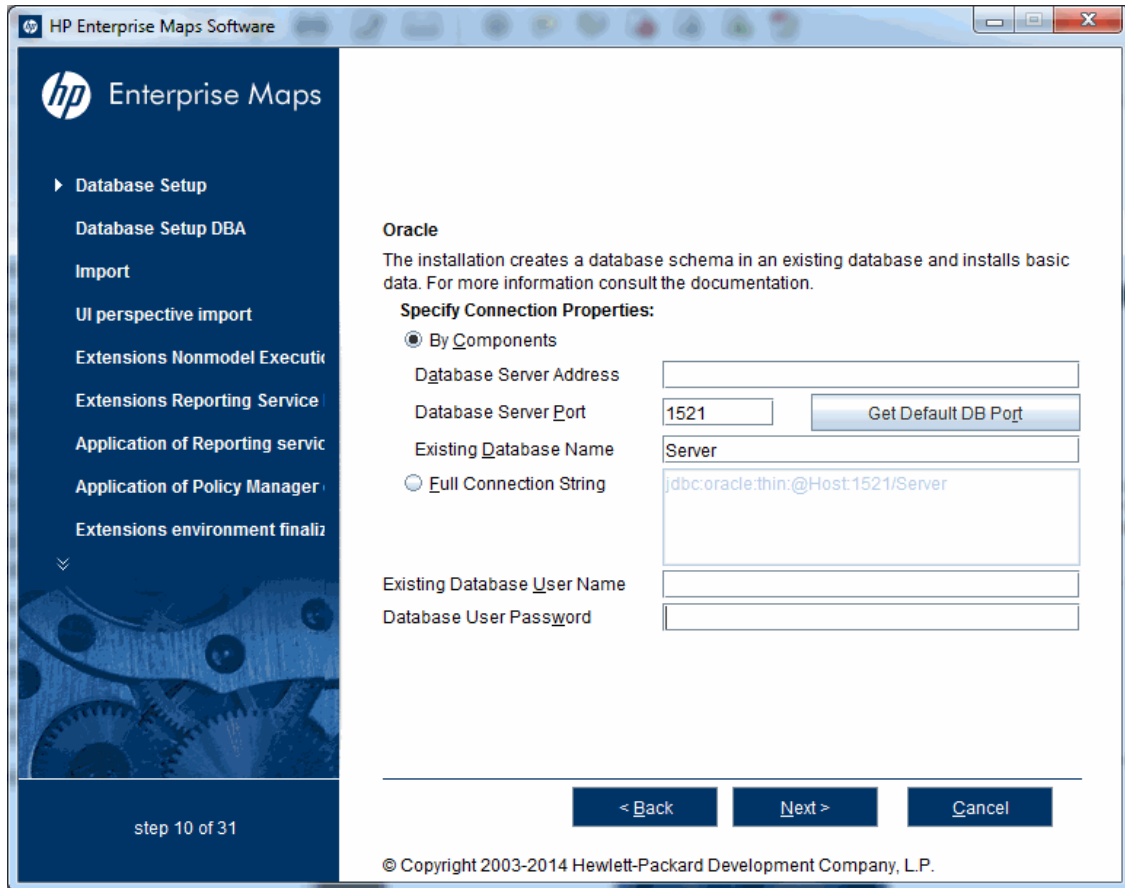 HP Enterprise Maps Software
hp Enterprise Maps
Database Setup
Database Setup DBA
Import
UI perspective import
Extensions Nonmodel Executic
Extensions Reporting Service
Application of Reporting servic
Application of Policy Manager
Extensions environment finaliz
step 10 of 31
Oracle
The installation creates a database schema in an existing database and installs basic
data. For more information consult the documentation.
Specify Connection Properties:
By Components
Database Server Address
Database Server Port 1521 Get Default DB Port
Existing Database Name Server
Full Connection String jdbc:oracle:thin:@Host:1521/Server
Existing Database User Name
Database User Password
< Back Next > Cancel
© Copyright 2003-2014 Hewlett-Packard Development Company, L.P.